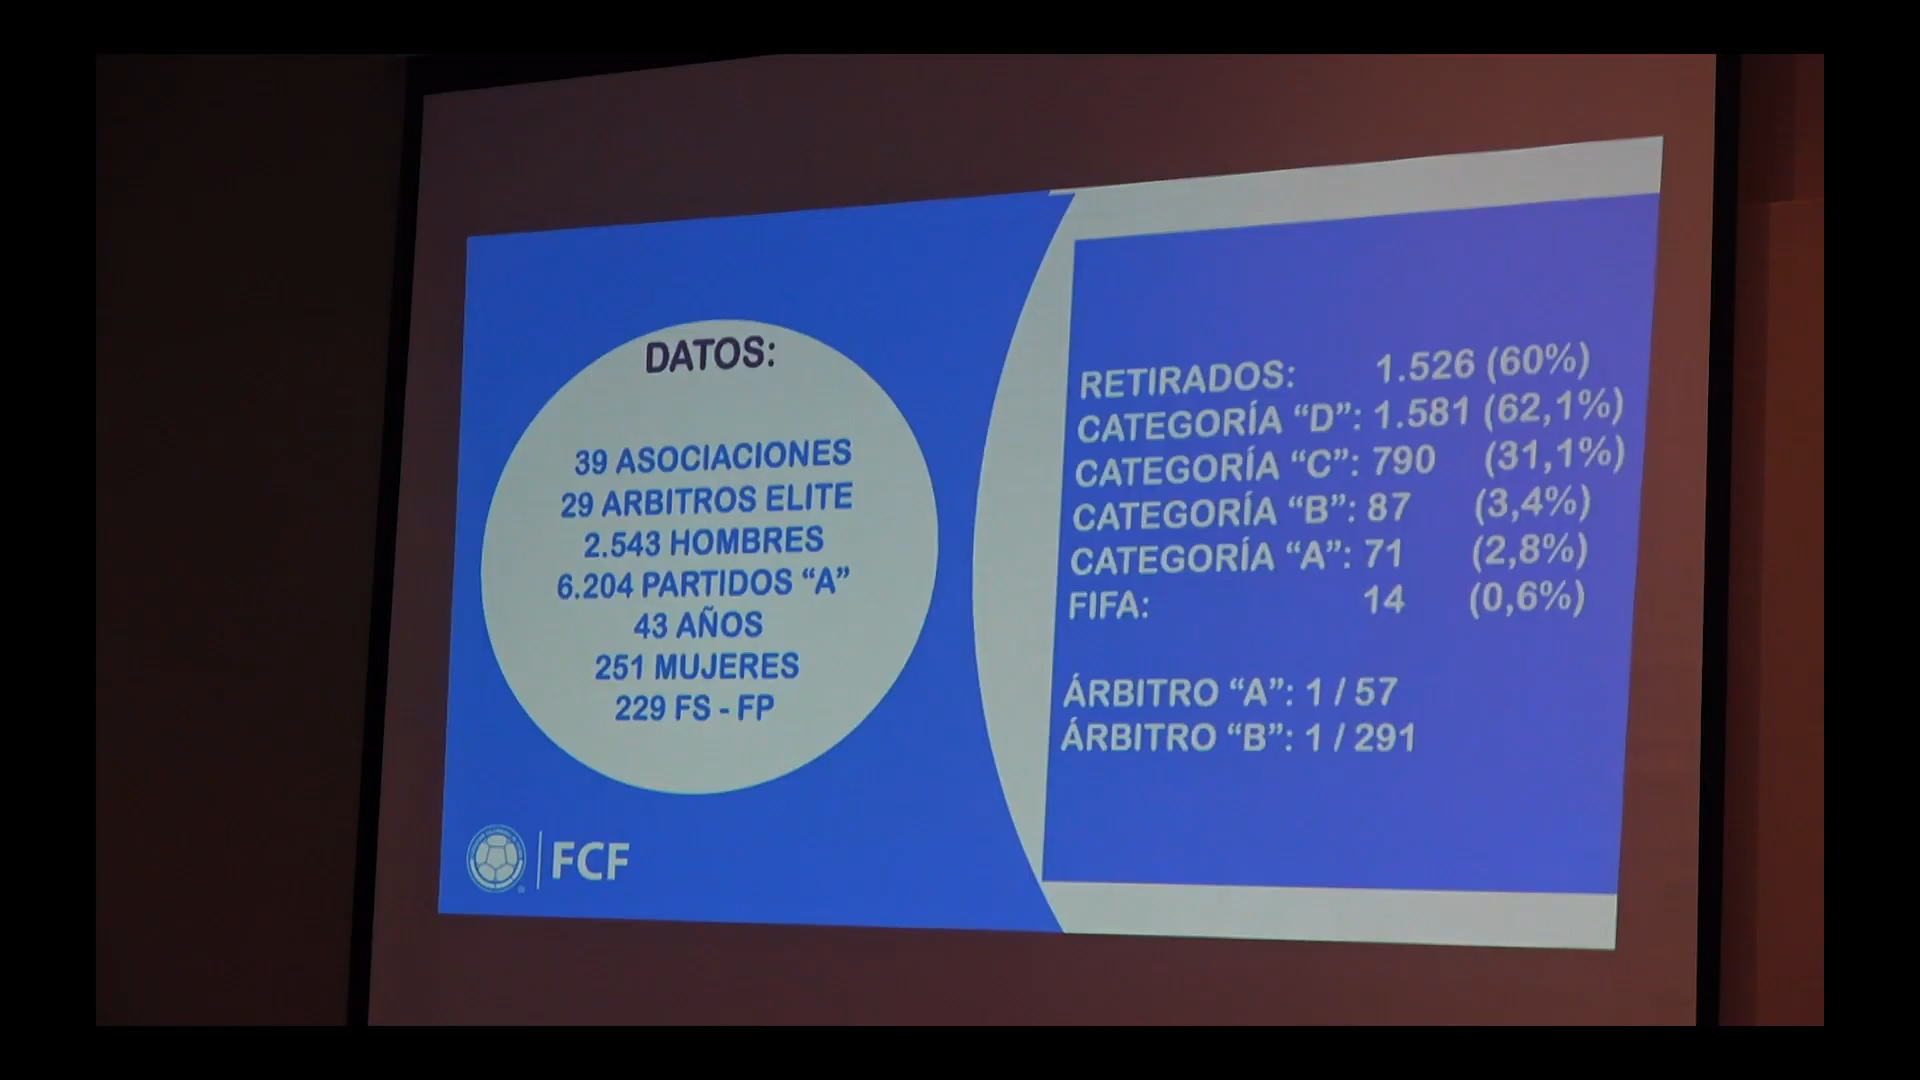 DATOS:
39 ASOCIACIONES
29 ARBITROS ELITE
2.543 HOMBRES
6.204 PARTIDOS “A”
43 AÑOS
251 MUJERES
229 FS - FP
FCF
RETIRADOS: 1.526 (60%)
CATEGORÍA “D”: 1.581 (62,1%)
CATEGORÍA “C”: 790 (31,1%)
CATEGORÍA “B”: 87 (3,4%)
CATEGORÍA “A”: 71 (2,8%)
FIFA: 14 (0,6%)
ÁRBITRO “A”: 1 / 57
ÁRBITRO “B”: 1 / 291